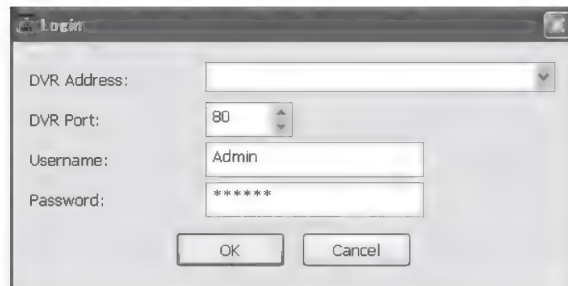 Login
DVR Address:
DVR Port: 80
Username: Admin
Password: ******
OK Cancel